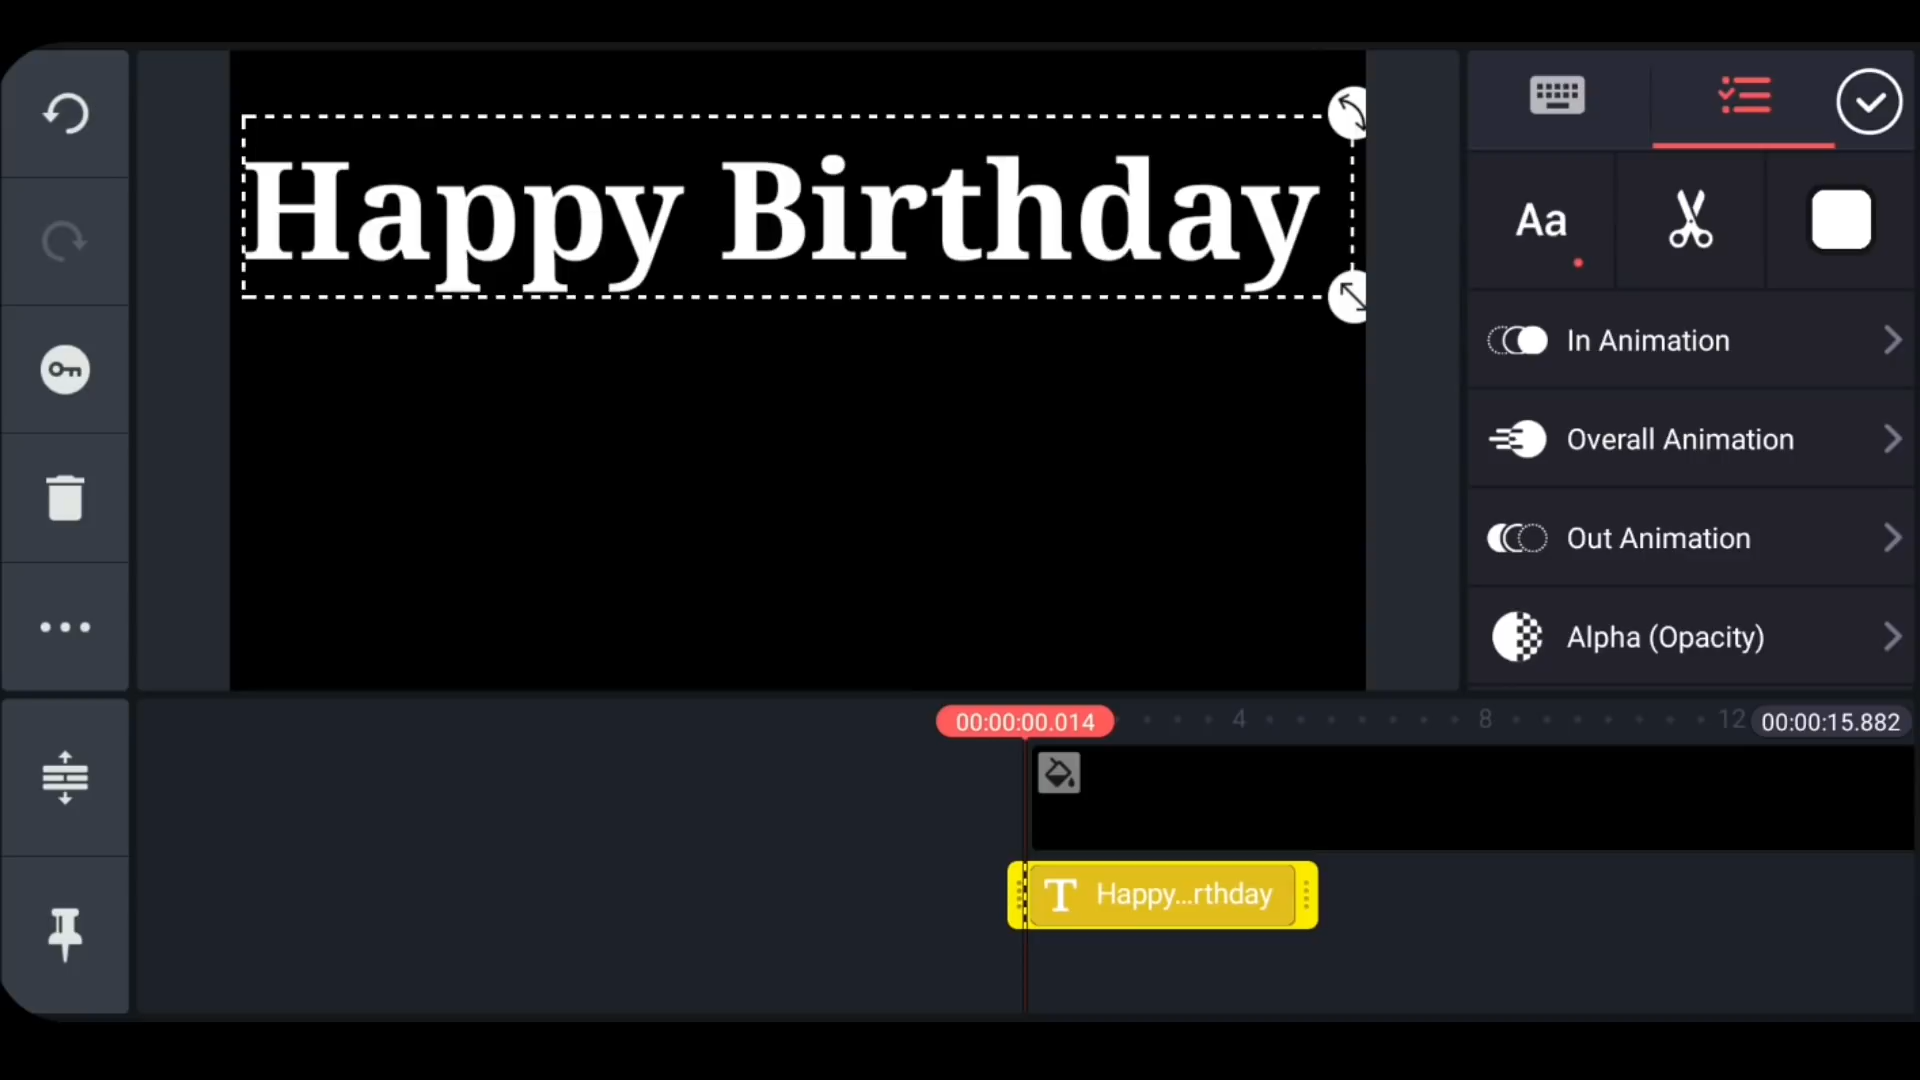 Happy Birthday
Aa
In Animation
Overall Animation
Out Animation
Alpha (Opacity)
00:00:00.014
4
8
12
00:00:15.882
T Happy...rthday